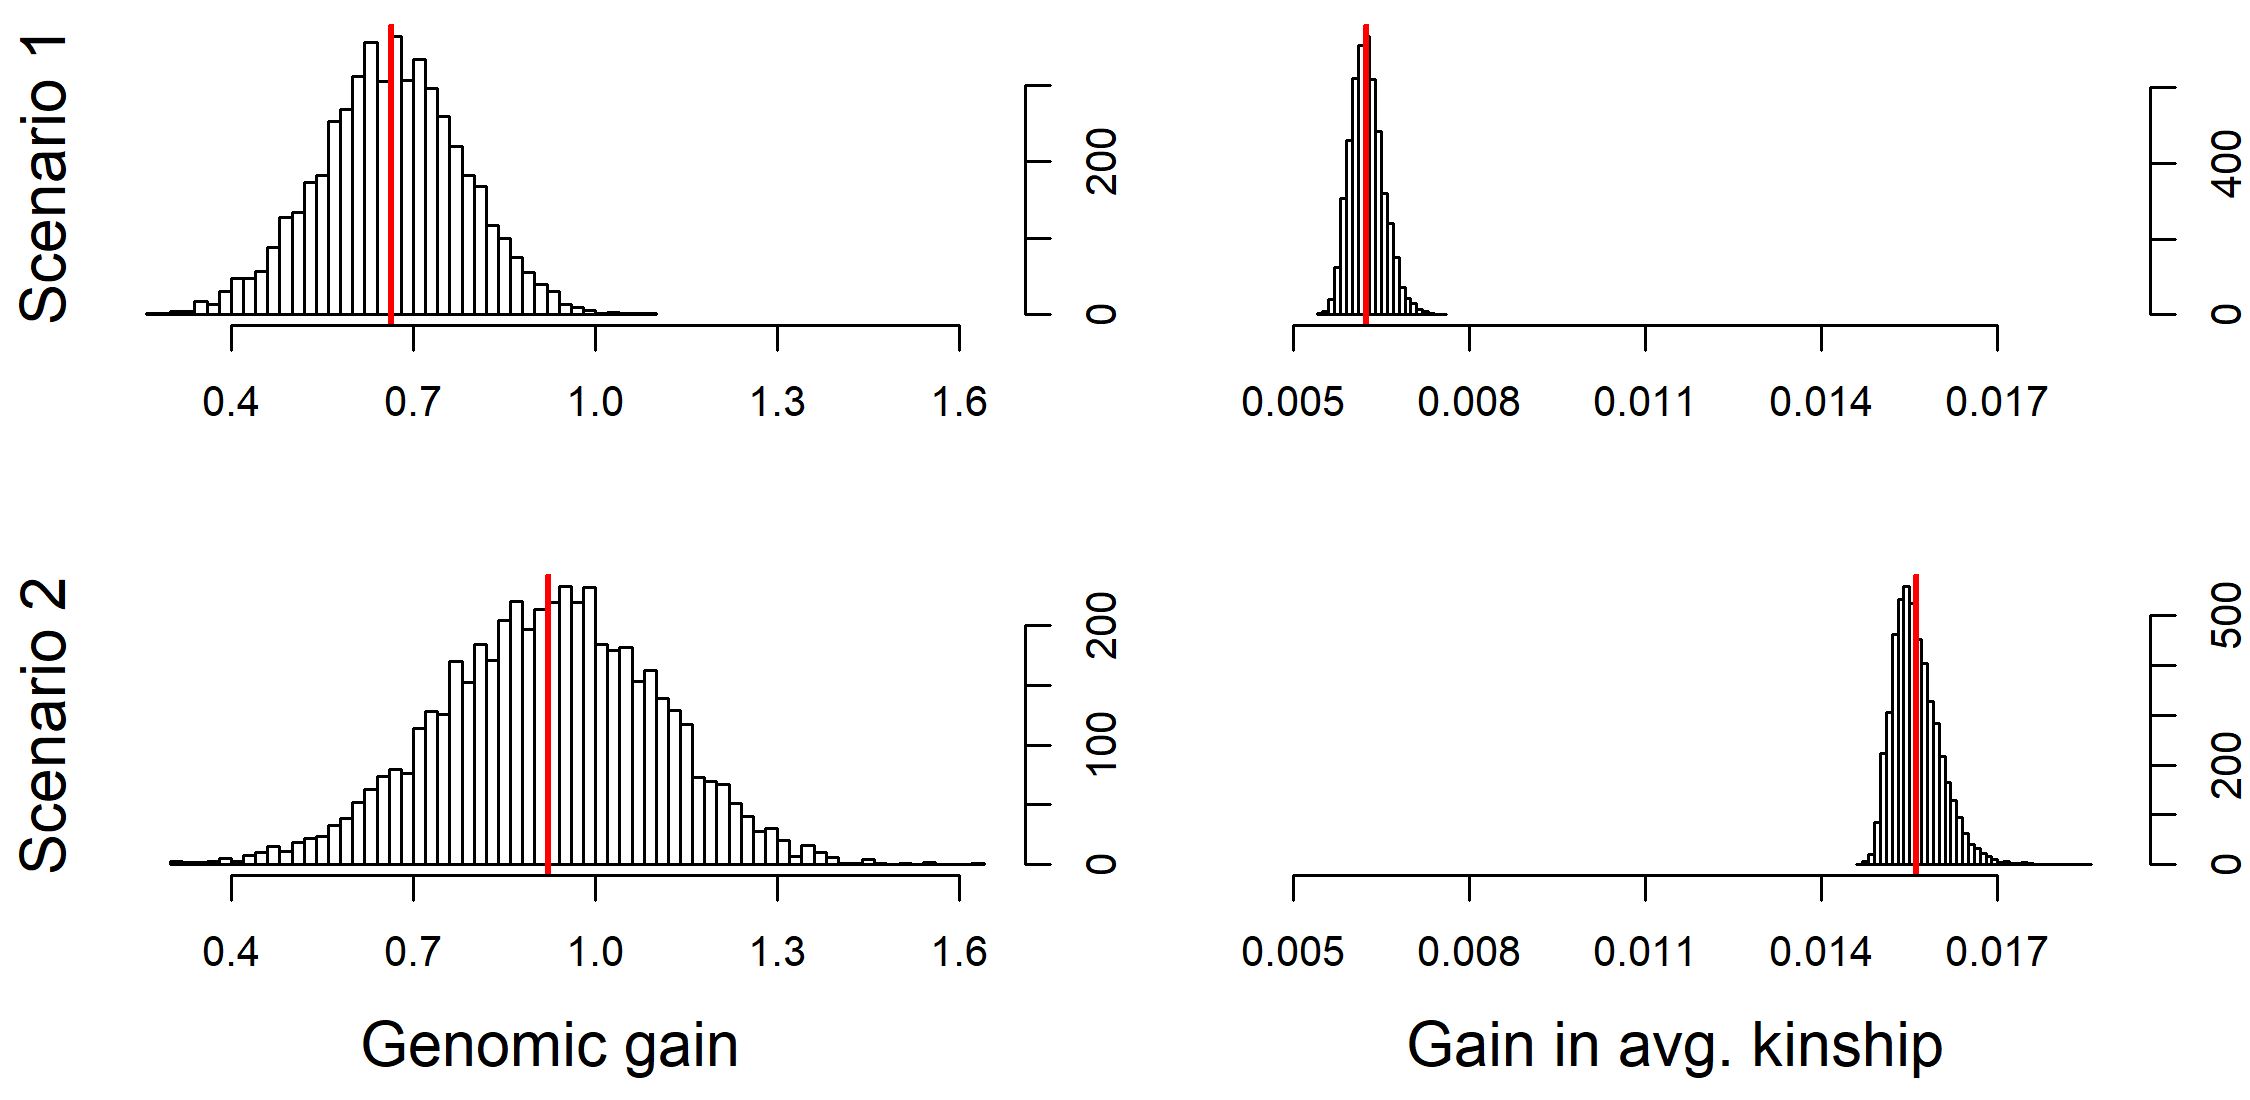 Scenario 1
0 200
0 400
0.4 0.7 1.0 1.3 1.6
0.005 0.008 0.011 0.014 0.017
Scenario 2
0 100 200
0 200 500
0.4 0.7 1.0 1.3 1.6
0.005 0.008 0.011 0.014 0.017
Genomic gain
Gain in avg. kinship